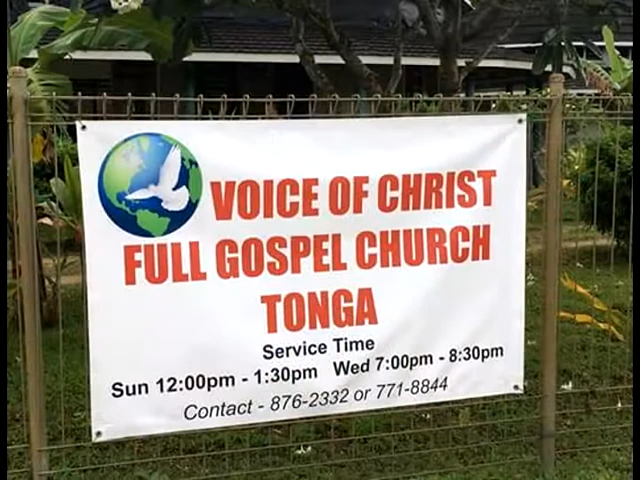 VOICE OF CHRIST
FULL GOSPEL CHURCH
TONGA
Service Time
Sun 12:00pm - 1:30pm Wed 7:00pm - 8:30pm
Contact - 876-2332 or 771-8844